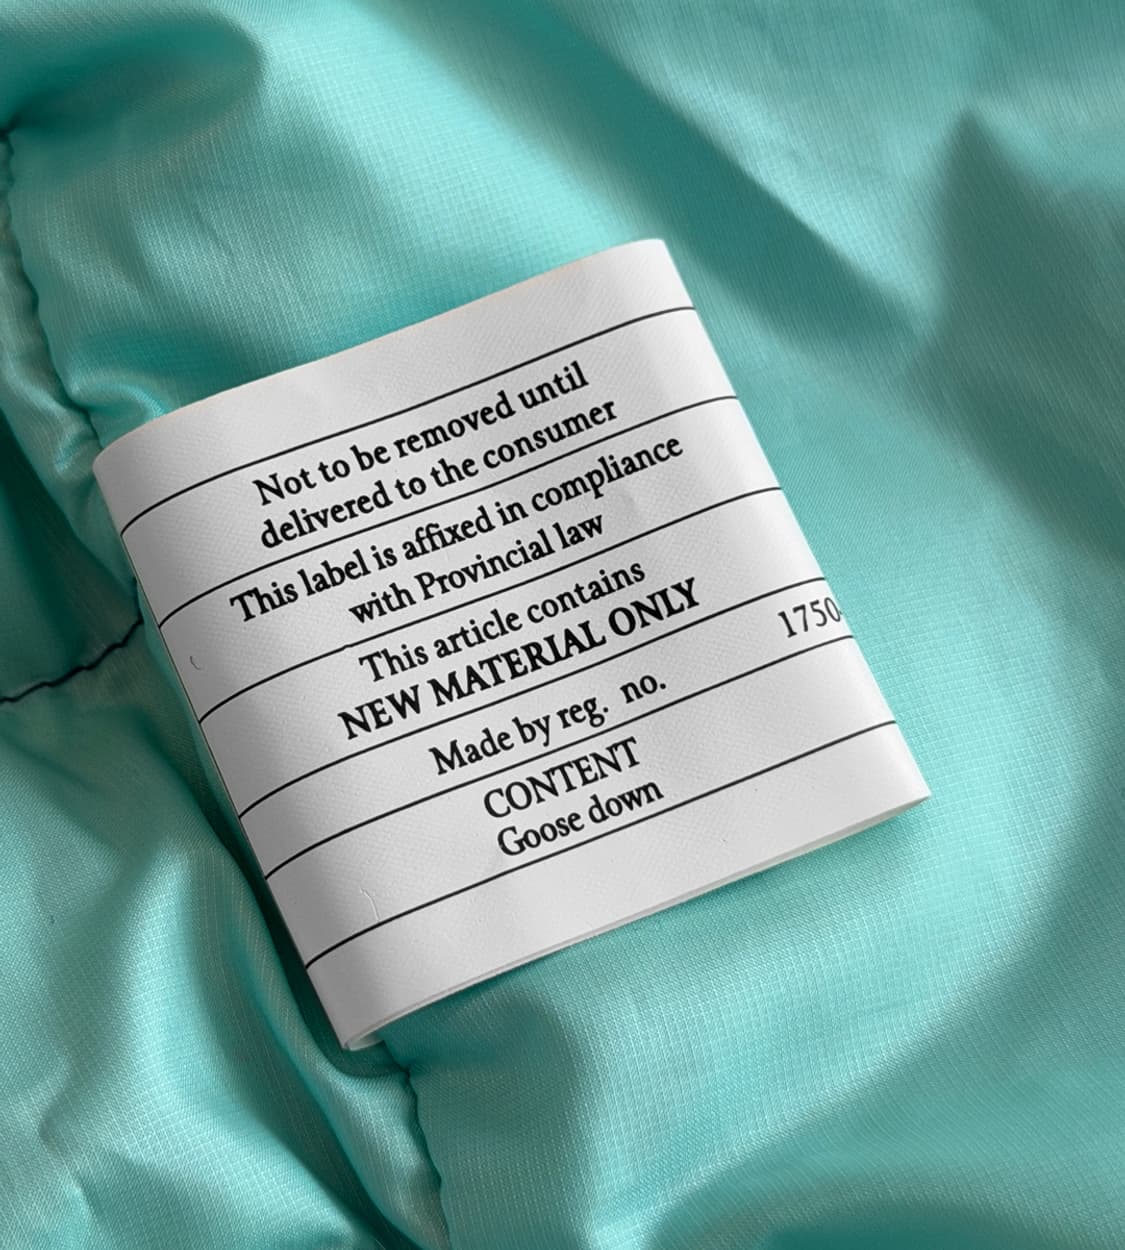 Not to be removed until
delivered to the consumer
This label is affixed in compliance
with Provincial law
This article contains
NEW MATERIAL ONLY
Made by reg. no. 1750
CONTENT
Goose down